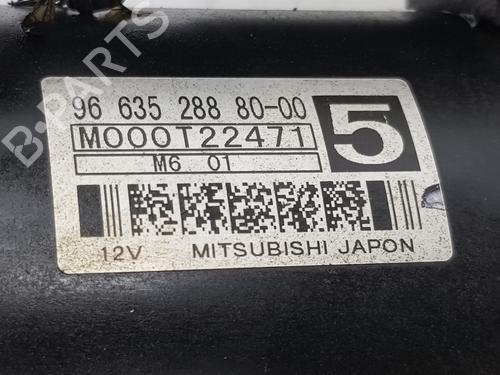 B-PARTS
96 635 288 80-00
M000T22471
5
M6 01
12V MITSUBISHI JAPON